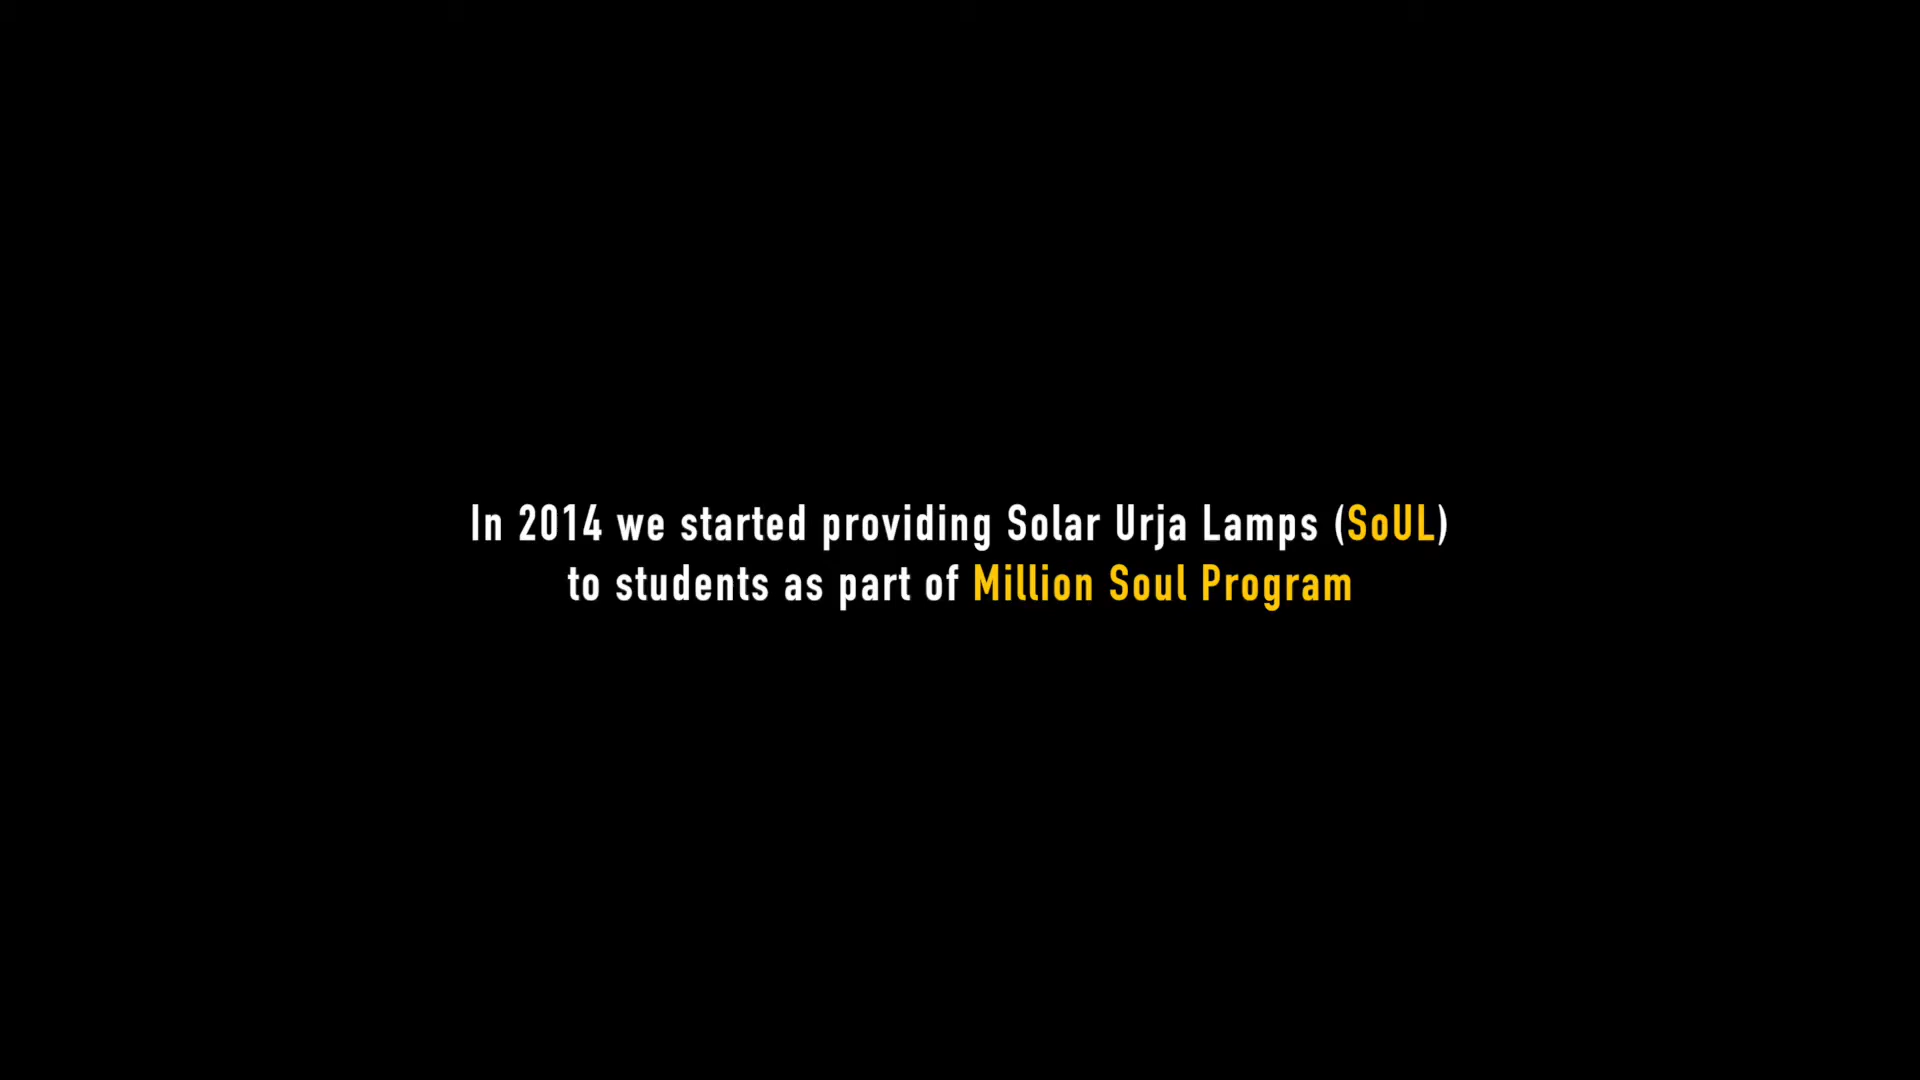 In 2014 we started providing Solar Urja Lamps (SoUL)
to students as part of Million Soul Program